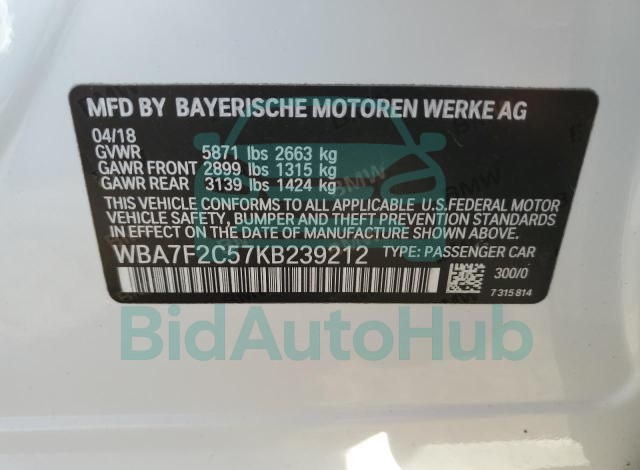 MFD BY BAYERISCHE MOTOREN WERKE AG
04/18
GVWR 5871 lbs 2663 kg
GAWR FRONT 2899 lbs 1315 kg
GAWR REAR 3139 lbs 1424 kg
THIS VEHICLE CONFORMS TO ALL APPLICABLE U.S.FEDERAL MOTOR
VEHICLE SAFETY, BUMPER AND THEFT PREVENTION STANDARDS
IN EFFECT ON THE DATE OF MANUFACTURE SHOWN ABOVE.
WBA7F2C57KB239212 TYPE: PASSENGER CAR
300/0
7 315 814
BidAutoHub